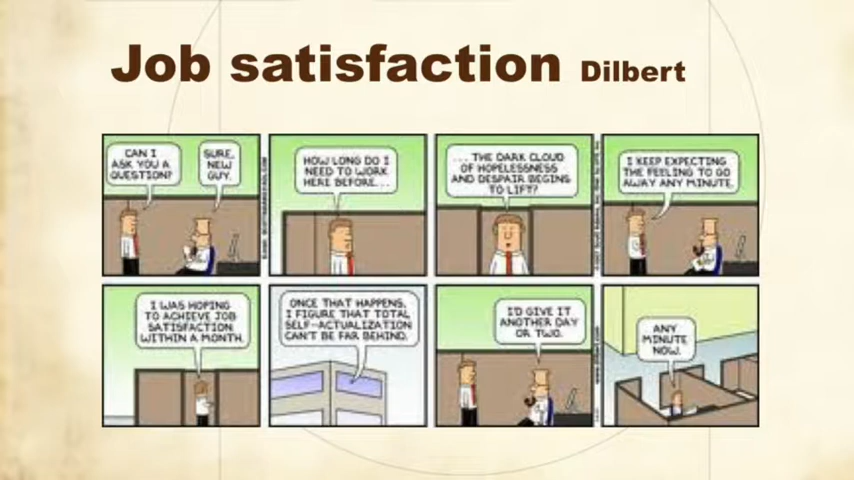 Job satisfaction Dilbert
CAN I
ASK YOU A
QUESTION?
SURE,
NEW
GUY.
HOW LONG DO I
NEED TO WORK
HERE BEFORE...
...THE DARK CLOUD
OF HOPELESSNESS
AND DESPAIR BEGINS
TO LIFT?
I KEEP EXPECTING
THE FEELING TO GO
AWAY ANY MINUTE.
I WAS HOPING
TO ACHIEVE JOB
SATISFACTION
WITHIN A MONTH.
ONCE THAT HAPPENS,
I FIGURE THAT TOTAL
SELF-ACTUALIZATION
CAN'T BE FAR BEHIND.
I'D GIVE IT
ANOTHER DAY
OR TWO.
ANY
MINUTE
NOW.